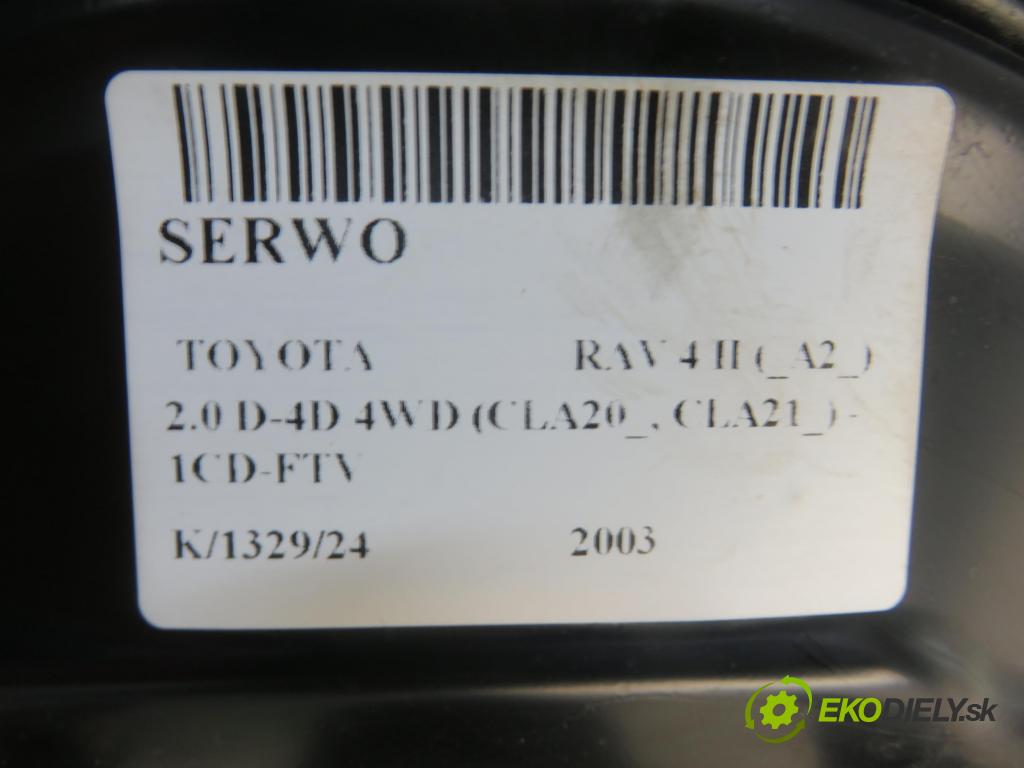 SERWO
TOYOTA RAV 4 II (_A2_)
2.0 D-4D 4WD (CLA20_, CLA21_) -
1CD-FTV
K/1329/24 2003
EKODIELY.sk